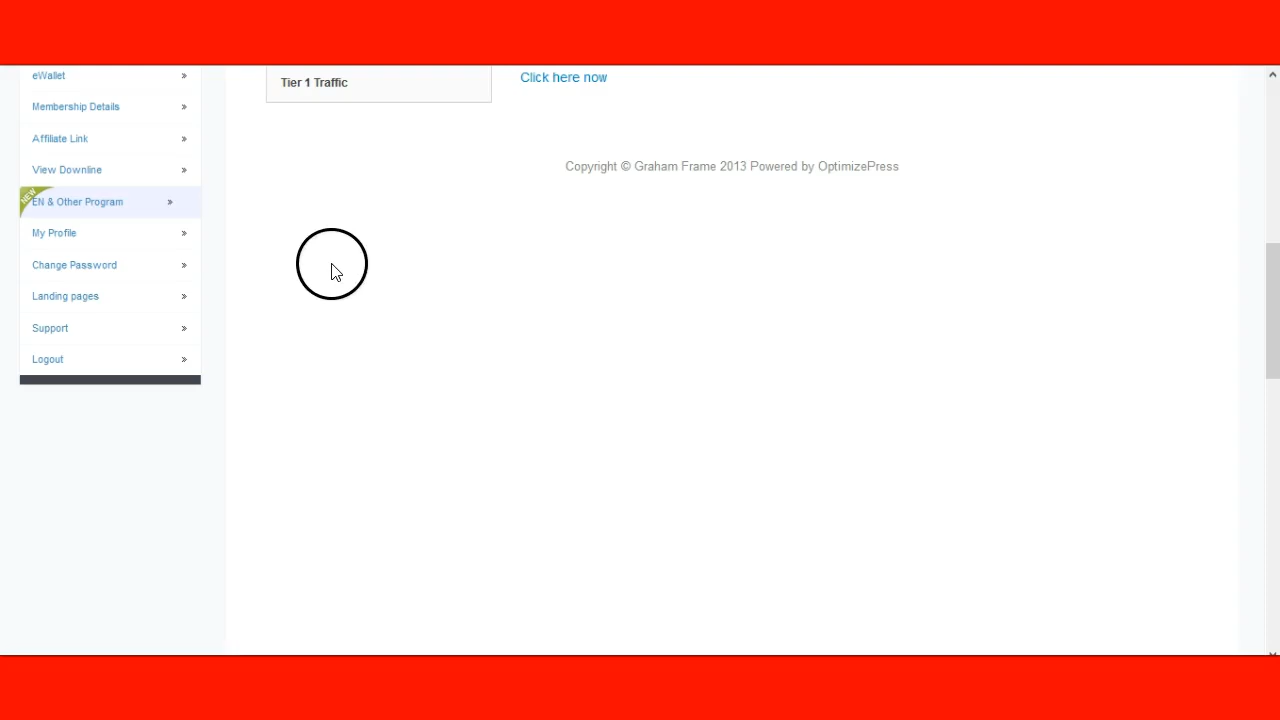 eWallet »
Membership Details »
Affiliate Link »
View Downline »
NEW
EN & Other Program »
My Profile »
Change Password »
Landing pages »
Support »
Logout »
Tier 1 Traffic
Click here now
Copyright © Graham Frame 2013 Powered by OptimizePress